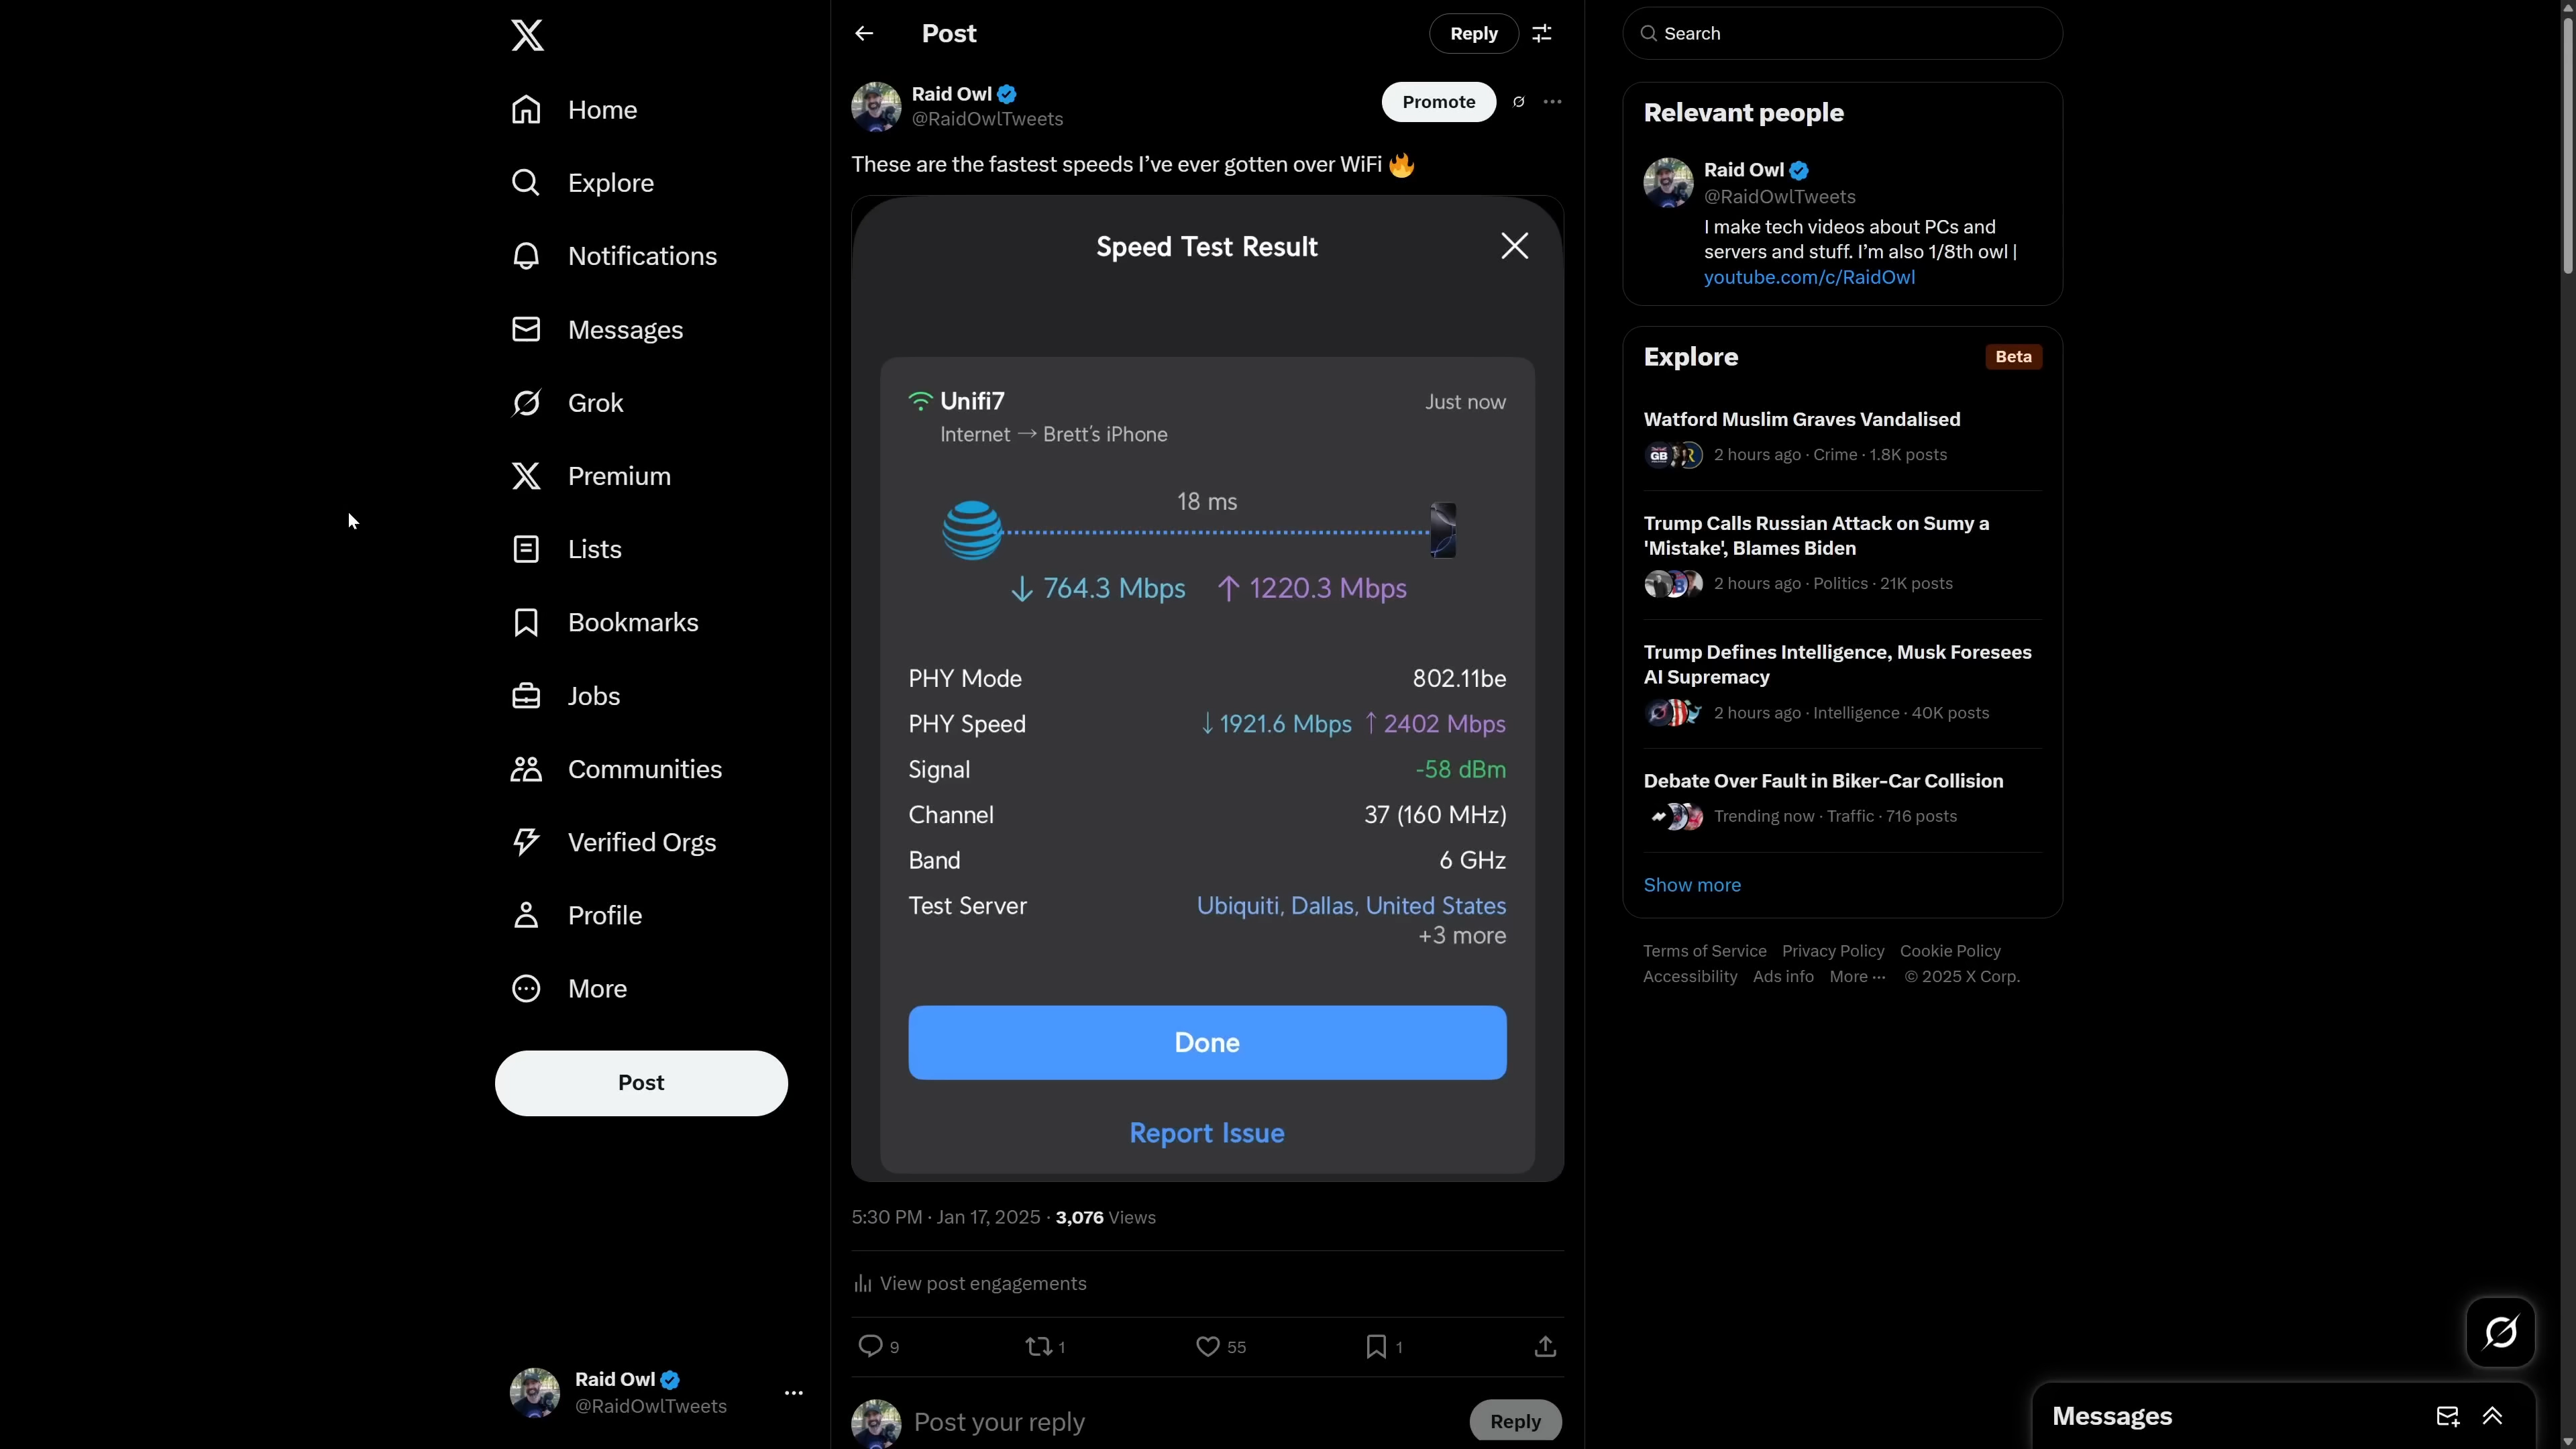 Home
Explore
Notifications
Messages
Grok
Premium
Lists
Bookmarks
Jobs
Communities
Verified Orgs
Profile
More
Post
Raid Owl
@RaidOwlTweets
Post
Reply
Raid Owl
@RaidOwlTweets
Promote
These are the fastest speeds I’ve ever gotten over WiFi 🔥
Speed Test Result
Unifi7
Just now
Internet → Brett’s iPhone
18 ms
↓ 764.3 Mbps ↑ 1220.3 Mbps
PHY Mode 802.11be
PHY Speed ↓ 1921.6 Mbps ↑ 2402 Mbps
Signal -58 dBm
Channel 37 (160 MHz)
Band 6 GHz
Test Server Ubiquiti, Dallas, United States
+3 more
Done
Report Issue
5:30 PM · Jan 17, 2025 · 3,076 Views
View post engagements
9 1 55 1
Post your reply
Reply
Search
Relevant people
Raid Owl
@RaidOwlTweets
I make tech videos about PCs and
servers and stuff. I’m also 1/8th owl |
youtube.com/c/RaidOwl
Explore
Beta
Watford Muslim Graves Vandalised
GB
2 hours ago · Crime · 1.8K posts
Trump Calls Russian Attack on Sumy a
'Mistake', Blames Biden
2 hours ago · Politics · 21K posts
Trump Defines Intelligence, Musk Foresees
AI Supremacy
2 hours ago · Intelligence · 40K posts
Debate Over Fault in Biker-Car Collision
Trending now · Traffic · 716 posts
Show more
Terms of Service Privacy Policy Cookie Policy
Accessibility Ads info More ··· © 2025 X Corp.
Messages